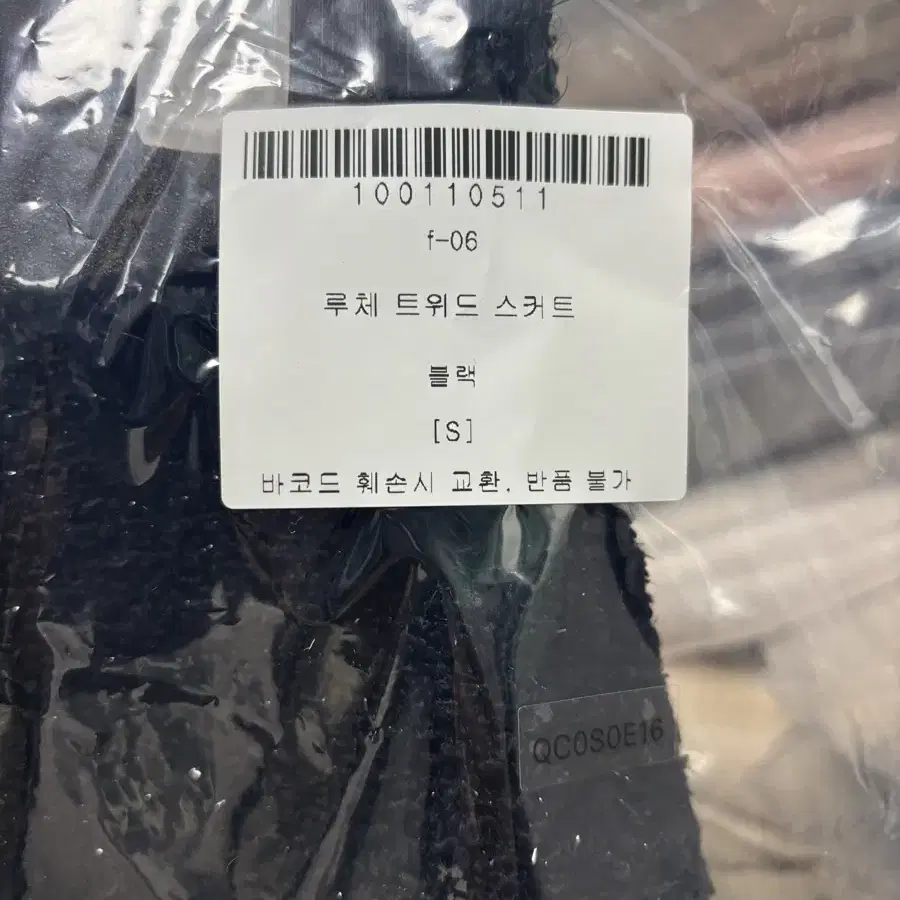 100110511
f-06
루체 트위드 스커트
블랙
[S]
바코드 훼손시 교환, 반품 불가
QC0S0E16